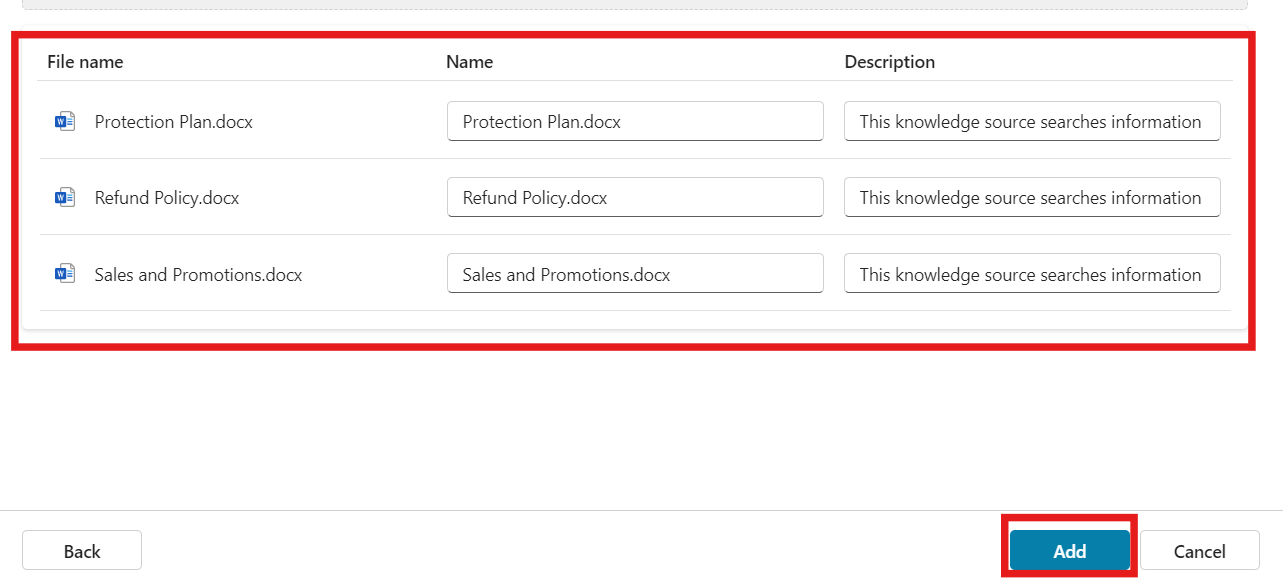 File name Name Description
Protection Plan.docx Protection Plan.docx This knowledge source searches information
Refund Policy.docx Refund Policy.docx This knowledge source searches information
Sales and Promotions.docx Sales and Promotions.docx This knowledge source searches information
Back Add Cancel